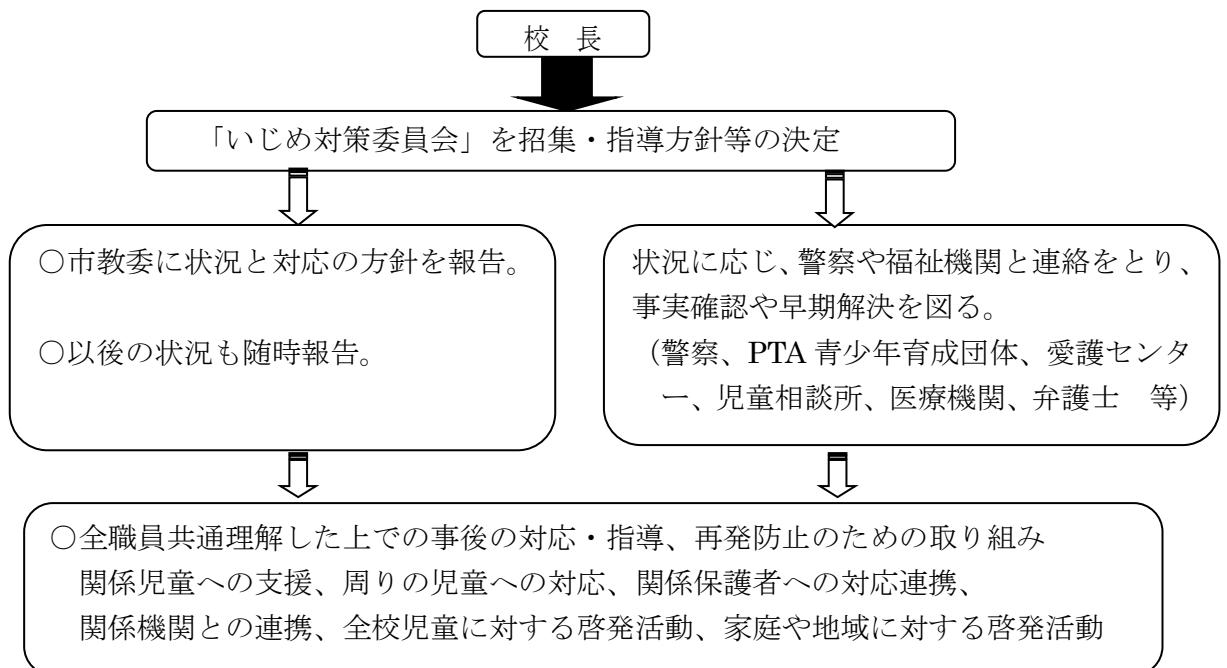 校　長
「いじめ対策委員会」を招集・指導方針等の決定
○市教委に状況と対応の方針を報告。
○以後の状況も随時報告。
状況に応じ、警察や福祉機関と連絡をとり、
事実確認や早期解決を図る。
（警察、PTA 青少年育成団体、愛護センタ
ー、児童相談所、医療機関、弁護士　等）
○全職員共通理解した上での事後の対応・指導、再発防止のための取り組み
関係児童への支援、周りの児童への対応、関係保護者への対応連携、
関係機関との連携、全校児童に対する啓発活動、家庭や地域に対する啓発活動